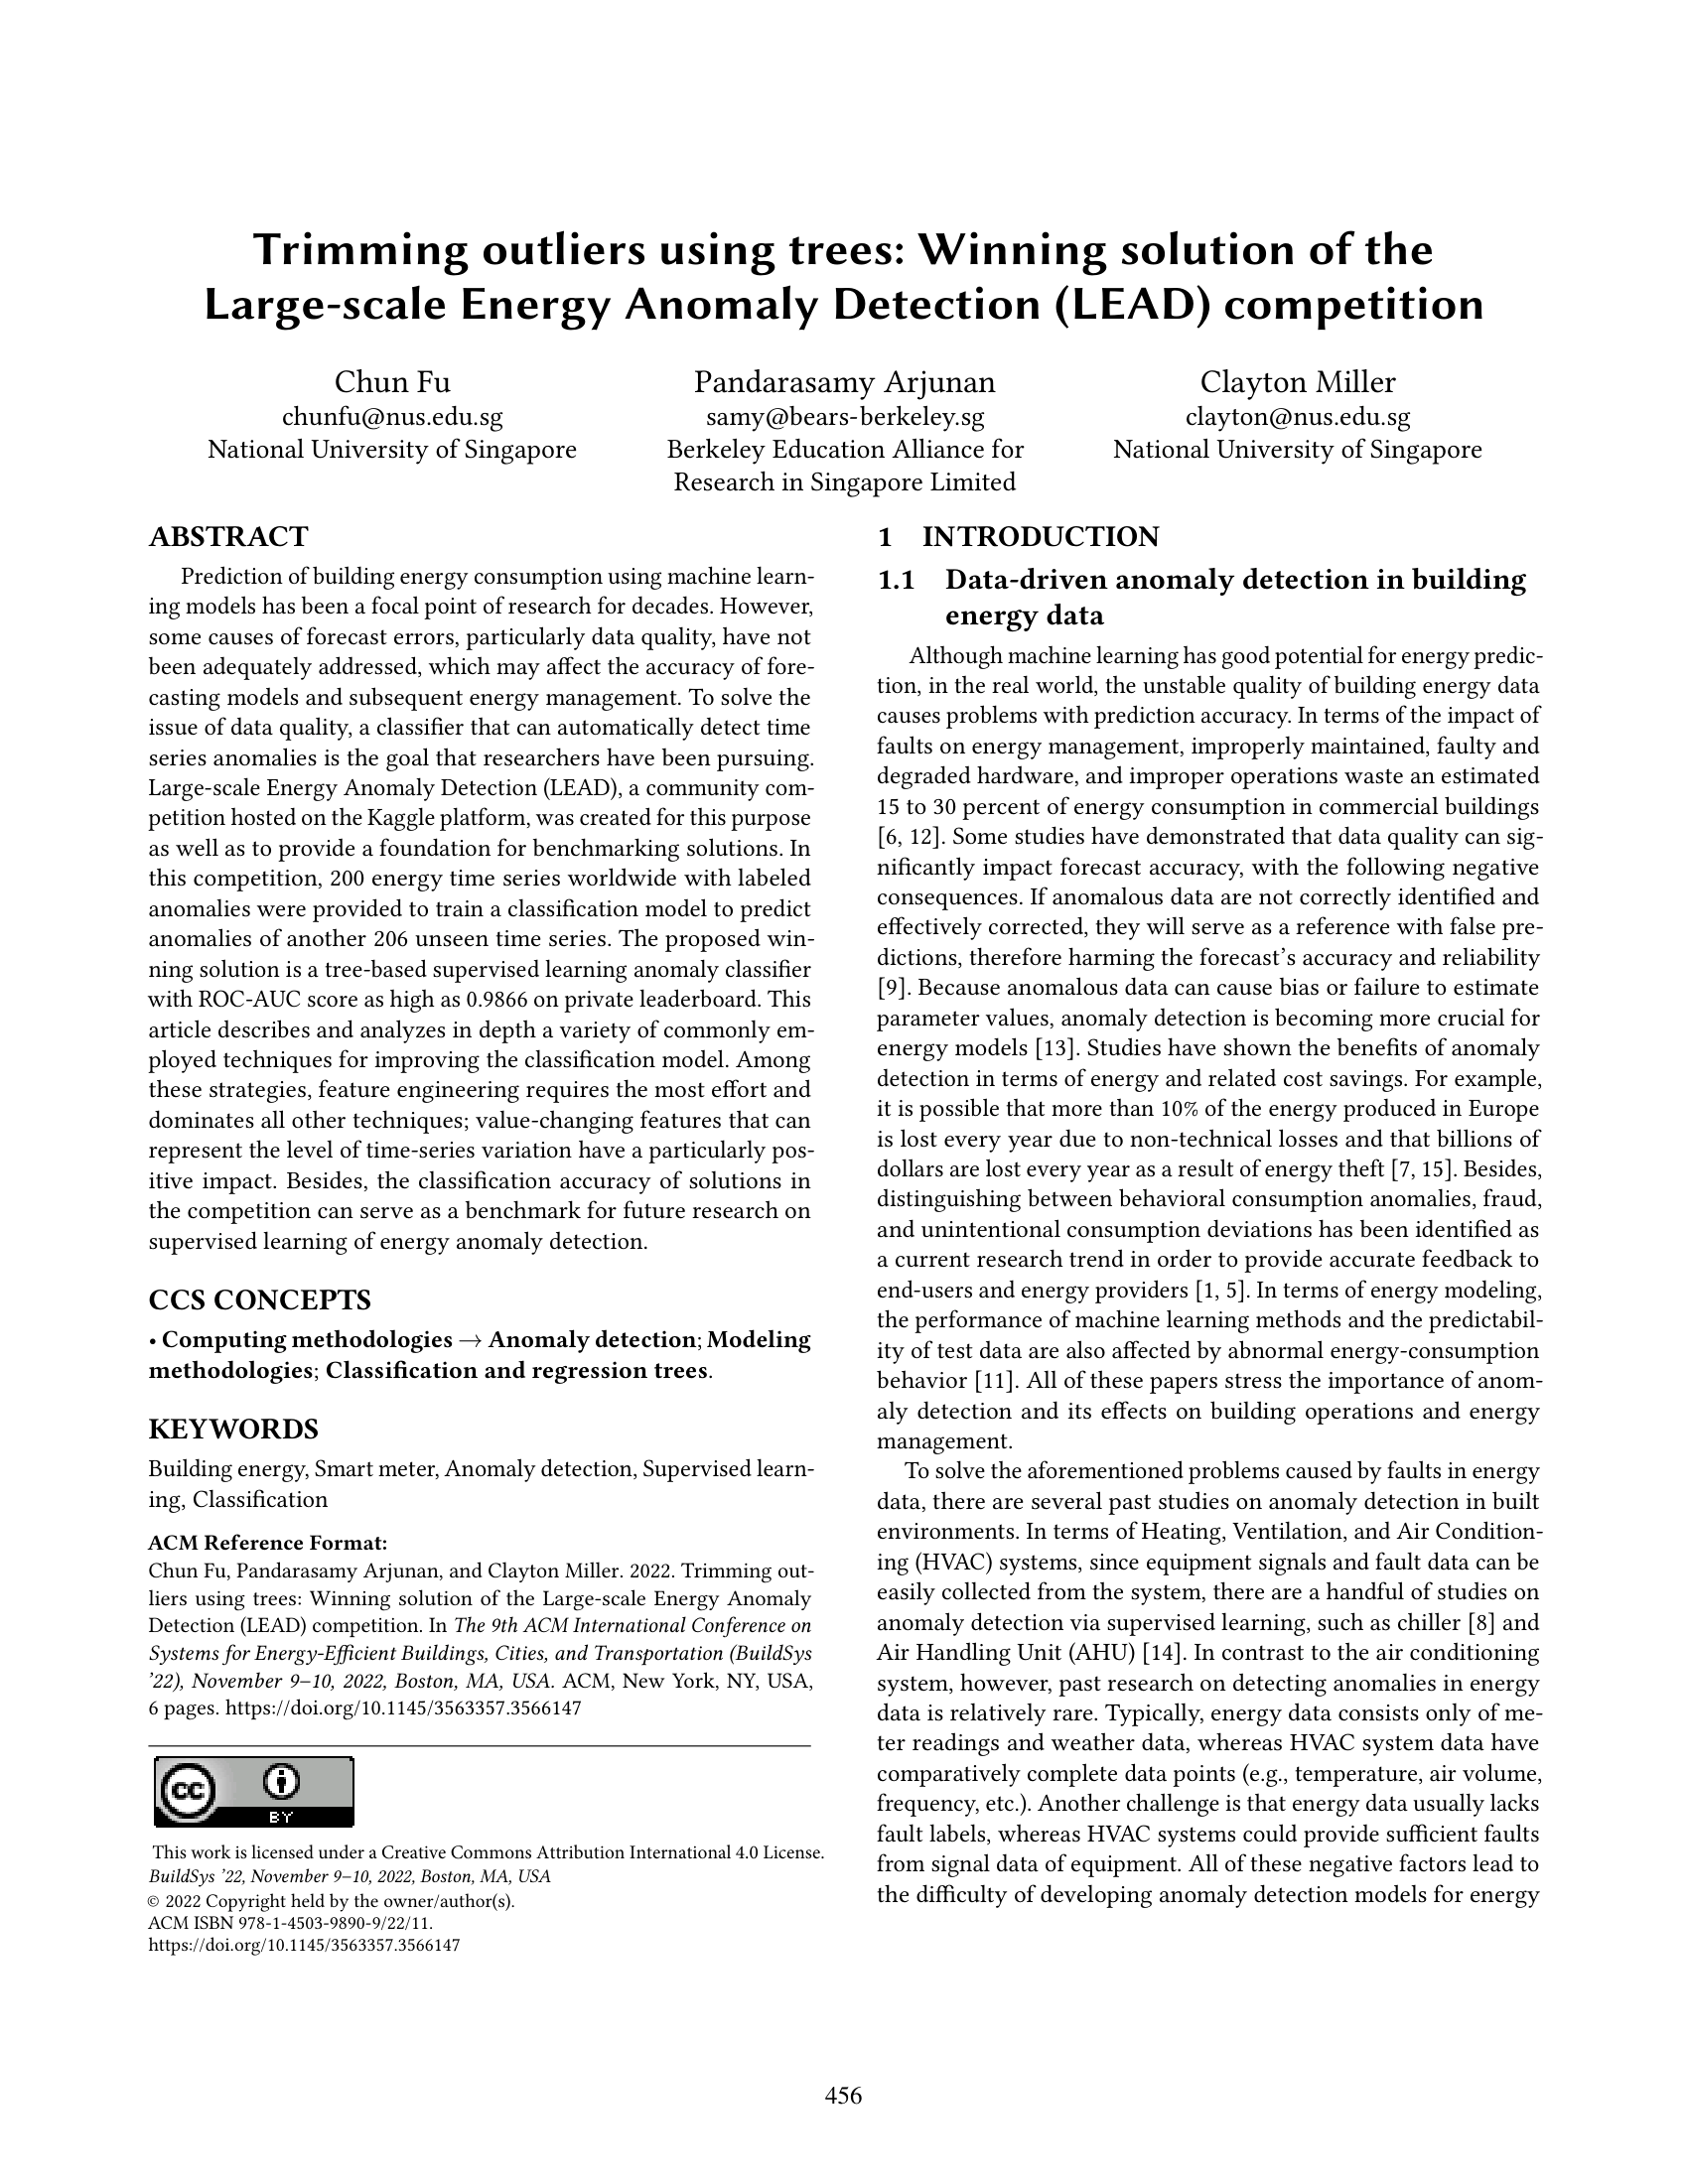 Trimming outliers using trees: Winning solution of the
Large-scale Energy Anomaly Detection (LEAD) competition
Chun Fu
chunfu@nus.edu.sg
National University of Singapore
Pandarasamy Arjunan
samy@bears-berkeley.sg
Berkeley Education Alliance for
Research in Singapore Limited
Clayton Miller
clayton@nus.edu.sg
National University of Singapore
ABSTRACT
Prediction of building energy consumption using machine learn-
ing models has been a focal point of research for decades. However,
some causes of forecast errors, particularly data quality, have not
been adequately addressed, which may affect the accuracy of fore-
casting models and subsequent energy management. To solve the
issue of data quality, a classifier that can automatically detect time
series anomalies is the goal that researchers have been pursuing.
Large-scale Energy Anomaly Detection (LEAD), a community com-
petition hosted on the Kaggle platform, was created for this purpose
as well as to provide a foundation for benchmarking solutions. In
this competition, 200 energy time series worldwide with labeled
anomalies were provided to train a classification model to predict
anomalies of another 206 unseen time series. The proposed win-
ning solution is a tree-based supervised learning anomaly classifier
with ROC-AUC score as high as 0.9866 on private leaderboard. This
article describes and analyzes in depth a variety of commonly em-
ployed techniques for improving the classification model. Among
these strategies, feature engineering requires the most effort and
dominates all other techniques; value-changing features that can
represent the level of time-series variation have a particularly pos-
itive impact. Besides, the classification accuracy of solutions in
the competition can serve as a benchmark for future research on
supervised learning of energy anomaly detection.
CCS CONCEPTS
• Computing methodologies → Anomaly detection; Modeling
methodologies; Classification and regression trees.
KEYWORDS
Building energy, Smart meter, Anomaly detection, Supervised learn-
ing, Classification
ACM Reference Format:
Chun Fu, Pandarasamy Arjunan, and Clayton Miller. 2022. Trimming out-
liers using trees: Winning solution of the Large-scale Energy Anomaly
Detection (LEAD) competition. In The 9th ACM International Conference on
Systems for Energy-Efficient Buildings, Cities, and Transportation (BuildSys
’22), November 9–10, 2022, Boston, MA, USA. ACM, New York, NY, USA,
6 pages. https://doi.org/10.1145/3563357.3566147
cc
BY
This work is licensed under a Creative Commons Attribution International 4.0 License.
BuildSys ’22, November 9–10, 2022, Boston, MA, USA
© 2022 Copyright held by the owner/author(s).
ACM ISBN 978-1-4503-9890-9/22/11.
https://doi.org/10.1145/3563357.3566147
1 INTRODUCTION
1.1 Data-driven anomaly detection in building
energy data
Although machine learning has good potential for energy predic-
tion, in the real world, the unstable quality of building energy data
causes problems with prediction accuracy. In terms of the impact of
faults on energy management, improperly maintained, faulty and
degraded hardware, and improper operations waste an estimated
15 to 30 percent of energy consumption in commercial buildings
[6, 12]. Some studies have demonstrated that data quality can sig-
nificantly impact forecast accuracy, with the following negative
consequences. If anomalous data are not correctly identified and
effectively corrected, they will serve as a reference with false pre-
dictions, therefore harming the forecast’s accuracy and reliability
[9]. Because anomalous data can cause bias or failure to estimate
parameter values, anomaly detection is becoming more crucial for
energy models [13]. Studies have shown the benefits of anomaly
detection in terms of energy and related cost savings. For example,
it is possible that more than 10% of the energy produced in Europe
is lost every year due to non-technical losses and that billions of
dollars are lost every year as a result of energy theft [7, 15]. Besides,
distinguishing between behavioral consumption anomalies, fraud,
and unintentional consumption deviations has been identified as
a current research trend in order to provide accurate feedback to
end-users and energy providers [1, 5]. In terms of energy modeling,
the performance of machine learning methods and the predictabil-
ity of test data are also affected by abnormal energy-consumption
behavior [11]. All of these papers stress the importance of anom-
aly detection and its effects on building operations and energy
management.
To solve the aforementioned problems caused by faults in energy
data, there are several past studies on anomaly detection in built
environments. In terms of Heating, Ventilation, and Air Condition-
ing (HVAC) systems, since equipment signals and fault data can be
easily collected from the system, there are a handful of studies on
anomaly detection via supervised learning, such as chiller [8] and
Air Handling Unit (AHU) [14]. In contrast to the air conditioning
system, however, past research on detecting anomalies in energy
data is relatively rare. Typically, energy data consists only of me-
ter readings and weather data, whereas HVAC system data have
comparatively complete data points (e.g., temperature, air volume,
frequency, etc.). Another challenge is that energy data usually lacks
fault labels, whereas HVAC systems could provide sufficient faults
from signal data of equipment. All of these negative factors lead to
the difficulty of developing anomaly detection models for energy
456